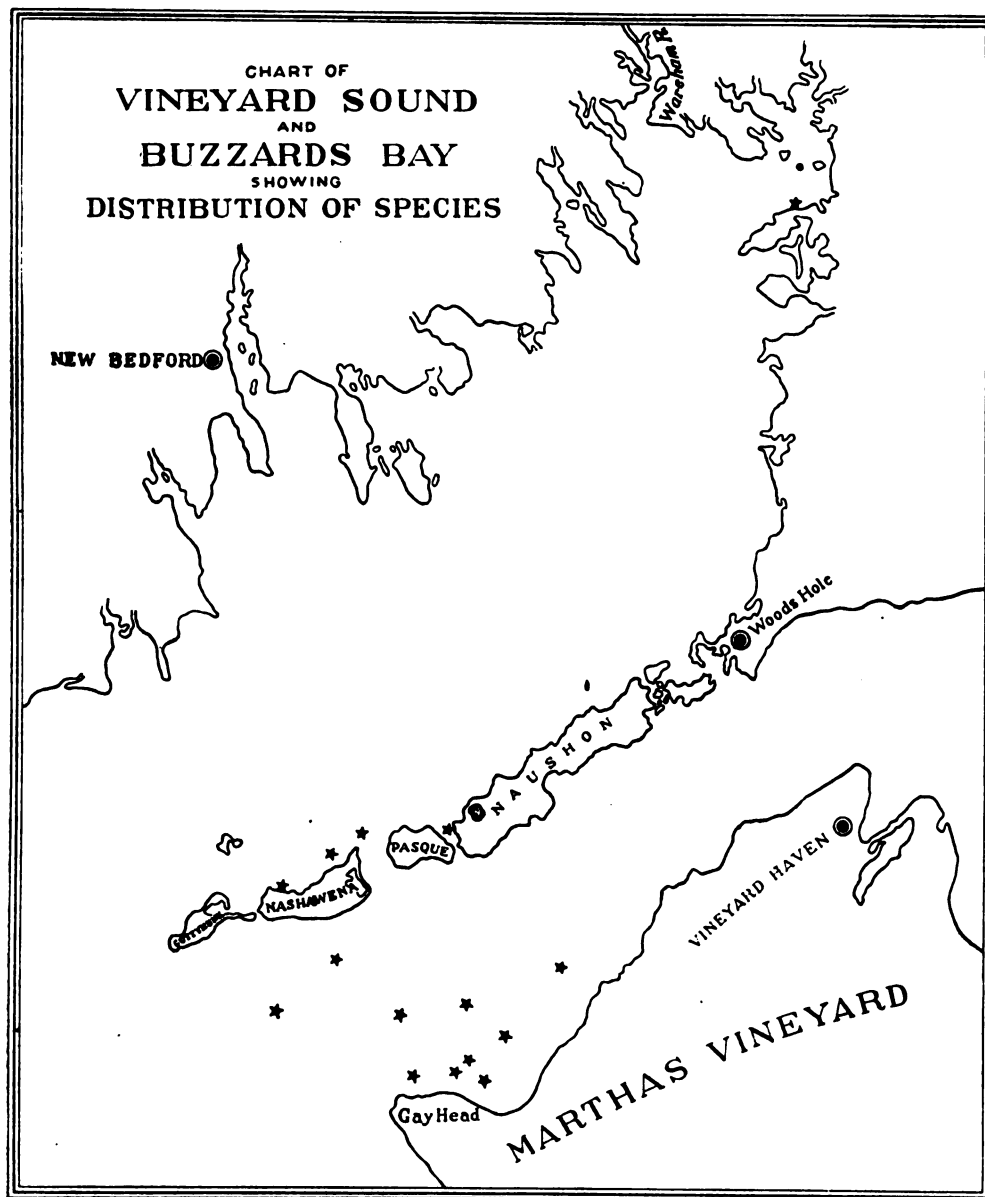 CHART OF
VINEYARD SOUND
AND
BUZZARDS BAY
SHOWING
DISTRIBUTION OF SPECIES
Wareham R.
NEW BEDFORD
Woods Hole
NAUSHON
PASQUE
NASHAWENA
VINEYARD HAVEN
MARTHAS VINEYARD
Gay Head